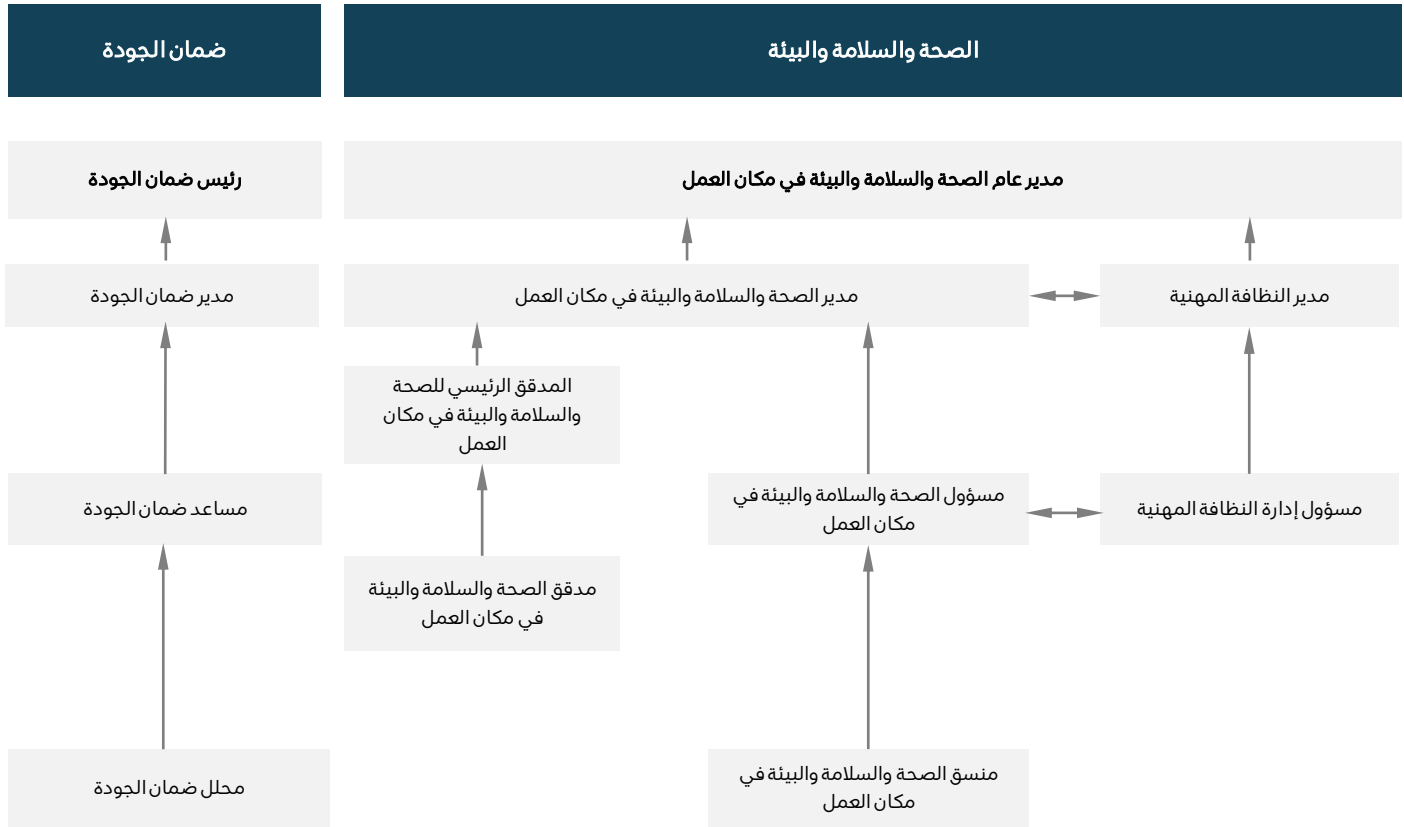 الصحة والسلامة والبيئة
ضمان الجودة
مدير عام الصحة والسلامة والبيئة في مكان العمل
رئيس ضمان الجودة
مدير النظافة المهنية
مدير الصحة والسلامة والبيئة في مكان العمل
مدير ضمان الجودة
المدقق الرئيسي للصحة
والسلامة والبيئة في مكان
العمل
مسؤول إدارة النظافة المهنية
مسؤول الصحة والسلامة والبيئة في
مكان العمل
مساعد ضمان الجودة
مدقق الصحة والسلامة والبيئة
في مكان العمل
منسق الصحة والسلامة والبيئة في
مكان العمل
محلل ضمان الجودة